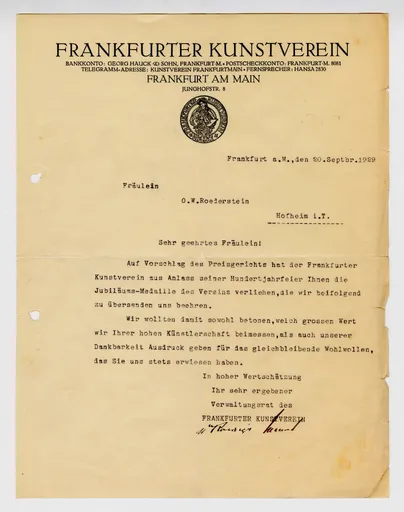 FRANKFURTER KUNSTVEREIN
BANKKONTO: GEORG HAUCK & SOHN, FRANKFURT-M. • POSTSCHECKKONTO: FRANKFURT-M. 8081
TELEGRAMM-ADRESSE: KUNSTVEREIN FRANKFURTMAIN • FERNSPRECHER: HANSA 2830
FRANKFURT AM MAIN
JUNGHOFSTR. 8
Frankfurt a.M.,den 20.Septbr.1929
Fräulein
O.W.Roederstein
Hofheim i.T.
Sehr geehrtes Fräulein!
Auf Vorschlag des Preisgerichts hat der Frankfurter
Kunstverein aus Anlass seiner Hundertjahrfeier Ihnen die
Jubiläums-Medaille des Vereins verliehen,die wir beifolgend
zu übersenden uns beehren.
Wir wollten damit sowohl betonen,welch grossen Wert
wir Ihrer hohen Künstlerschaft beimessen,als auch unserer
Dankbarkeit Ausdruck geben für das gleichbleibende Wohlwollen,
das Sie uns stets erwiesen haben.
In hoher Wertschätzung
Ihr sehr ergebener
Verwaltungsrat des
FRANKFURTER KUNSTVEREIN